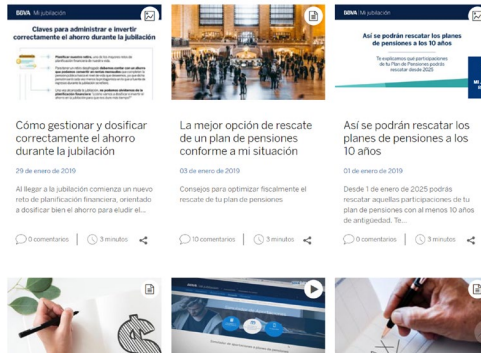 BBVA Mi jubilación
Claves para administrar e invertir
correctamente el ahorro durante la jubilación
Cómo gestionar y dosificar
correctamente el ahorro
durante la jubilación
29 de enero de 2019
Al llegar a la jubilación comienza un nuevo
reto de planificación financiera, orientado
a dosificar bien el ahorro para eludir el...
0 comentarios
3 minutos
La mejor opción de rescate
de un plan de pensiones
conforme a mi situación
03 de enero de 2019
Consejos para optimizar fiscalmente el
rescate de tu plan de pensiones
10 comentarios
3 minutos
BBVA Mi jubilación
Así se podrán rescatar los planes
de pensiones a los 10 años
Te explicamos qué participaciones
de tu Plan de Pensiones podrás
rescatar desde 2025
Así se podrán rescatar los
planes de pensiones a los
10 años
01 de enero de 2019
Desde 1 de enero de 2025 podrás
rescatar aquellas participaciones de tu
plan de pensiones con al menos 10 años
de antigüedad. Te...
0 comentarios
3 minutos